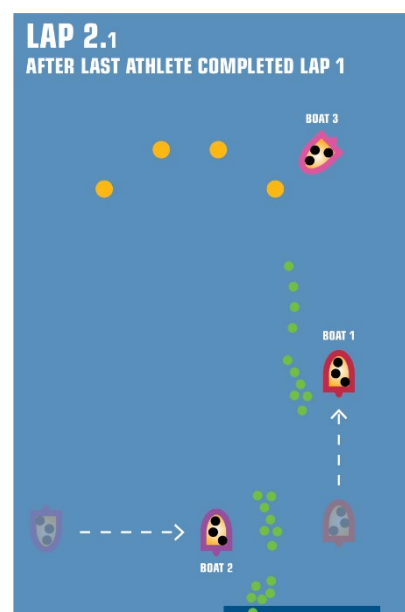 LAP 2.1
AFTER LAST ATHLETE COMPLETED LAP 1
BOAT 3
BOAT 1
BOAT 2